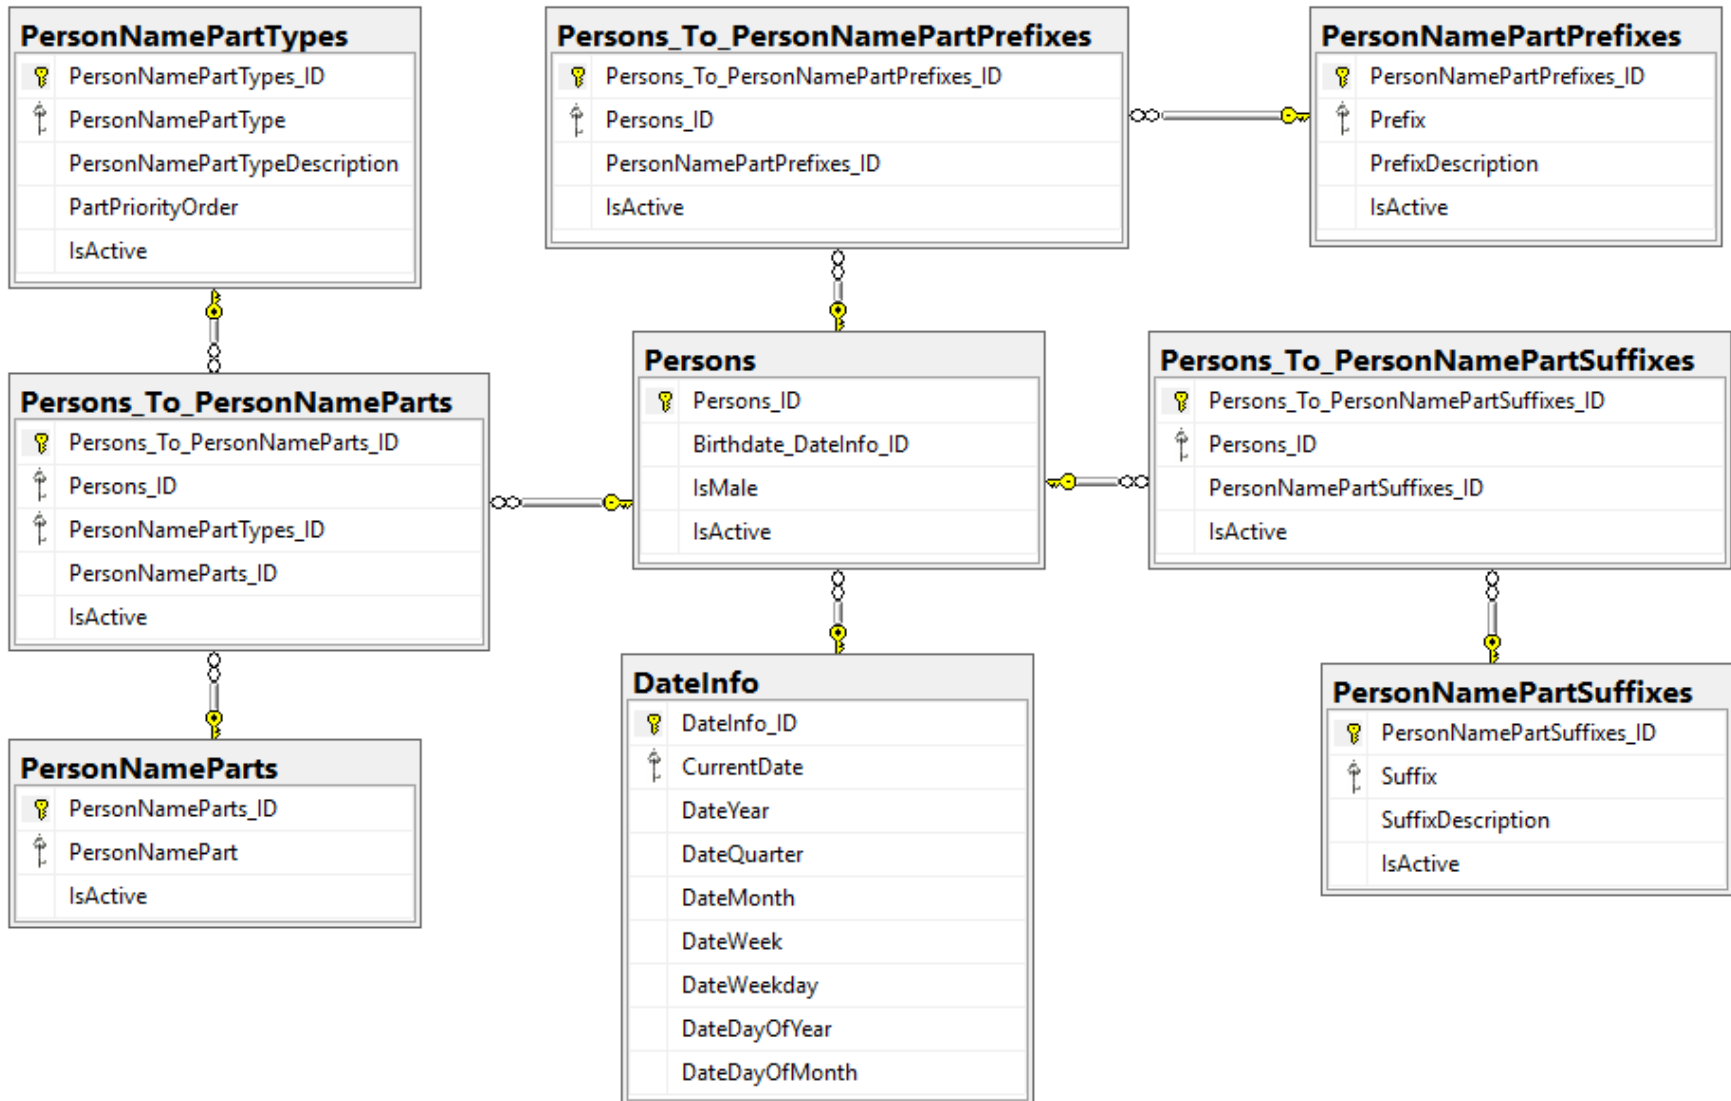 PersonNamePartTypes
PersonNamePartTypes_ID
PersonNamePartType
PersonNamePartTypeDescription
PartPriorityOrder
IsActive
Persons_To_PersonNamePartPrefixes
Persons_To_PersonNamePartPrefixes_ID
Persons_ID
PersonNamePartPrefixes_ID
IsActive
PersonNamePartPrefixes
PersonNamePartPrefixes_ID
Prefix
PrefixDescription
IsActive
Persons_To_PersonNameParts
Persons_To_PersonNameParts_ID
Persons_ID
PersonNamePartTypes_ID
PersonNameParts_ID
IsActive
Persons
Persons_ID
Birthdate_DateInfo_ID
IsMale
IsActive
Persons_To_PersonNamePartSuffixes
Persons_To_PersonNamePartSuffixes_ID
Persons_ID
PersonNamePartSuffixes_ID
IsActive
PersonNameParts
PersonNameParts_ID
PersonNamePart
IsActive
DateInfo
DateInfo_ID
CurrentDate
DateYear
DateQuarter
DateMonth
DateWeek
DateWeekday
DateDayOfYear
DateDayOfMonth
PersonNamePartSuffixes
PersonNamePartSuffixes_ID
Suffix
SuffixDescription
IsActive